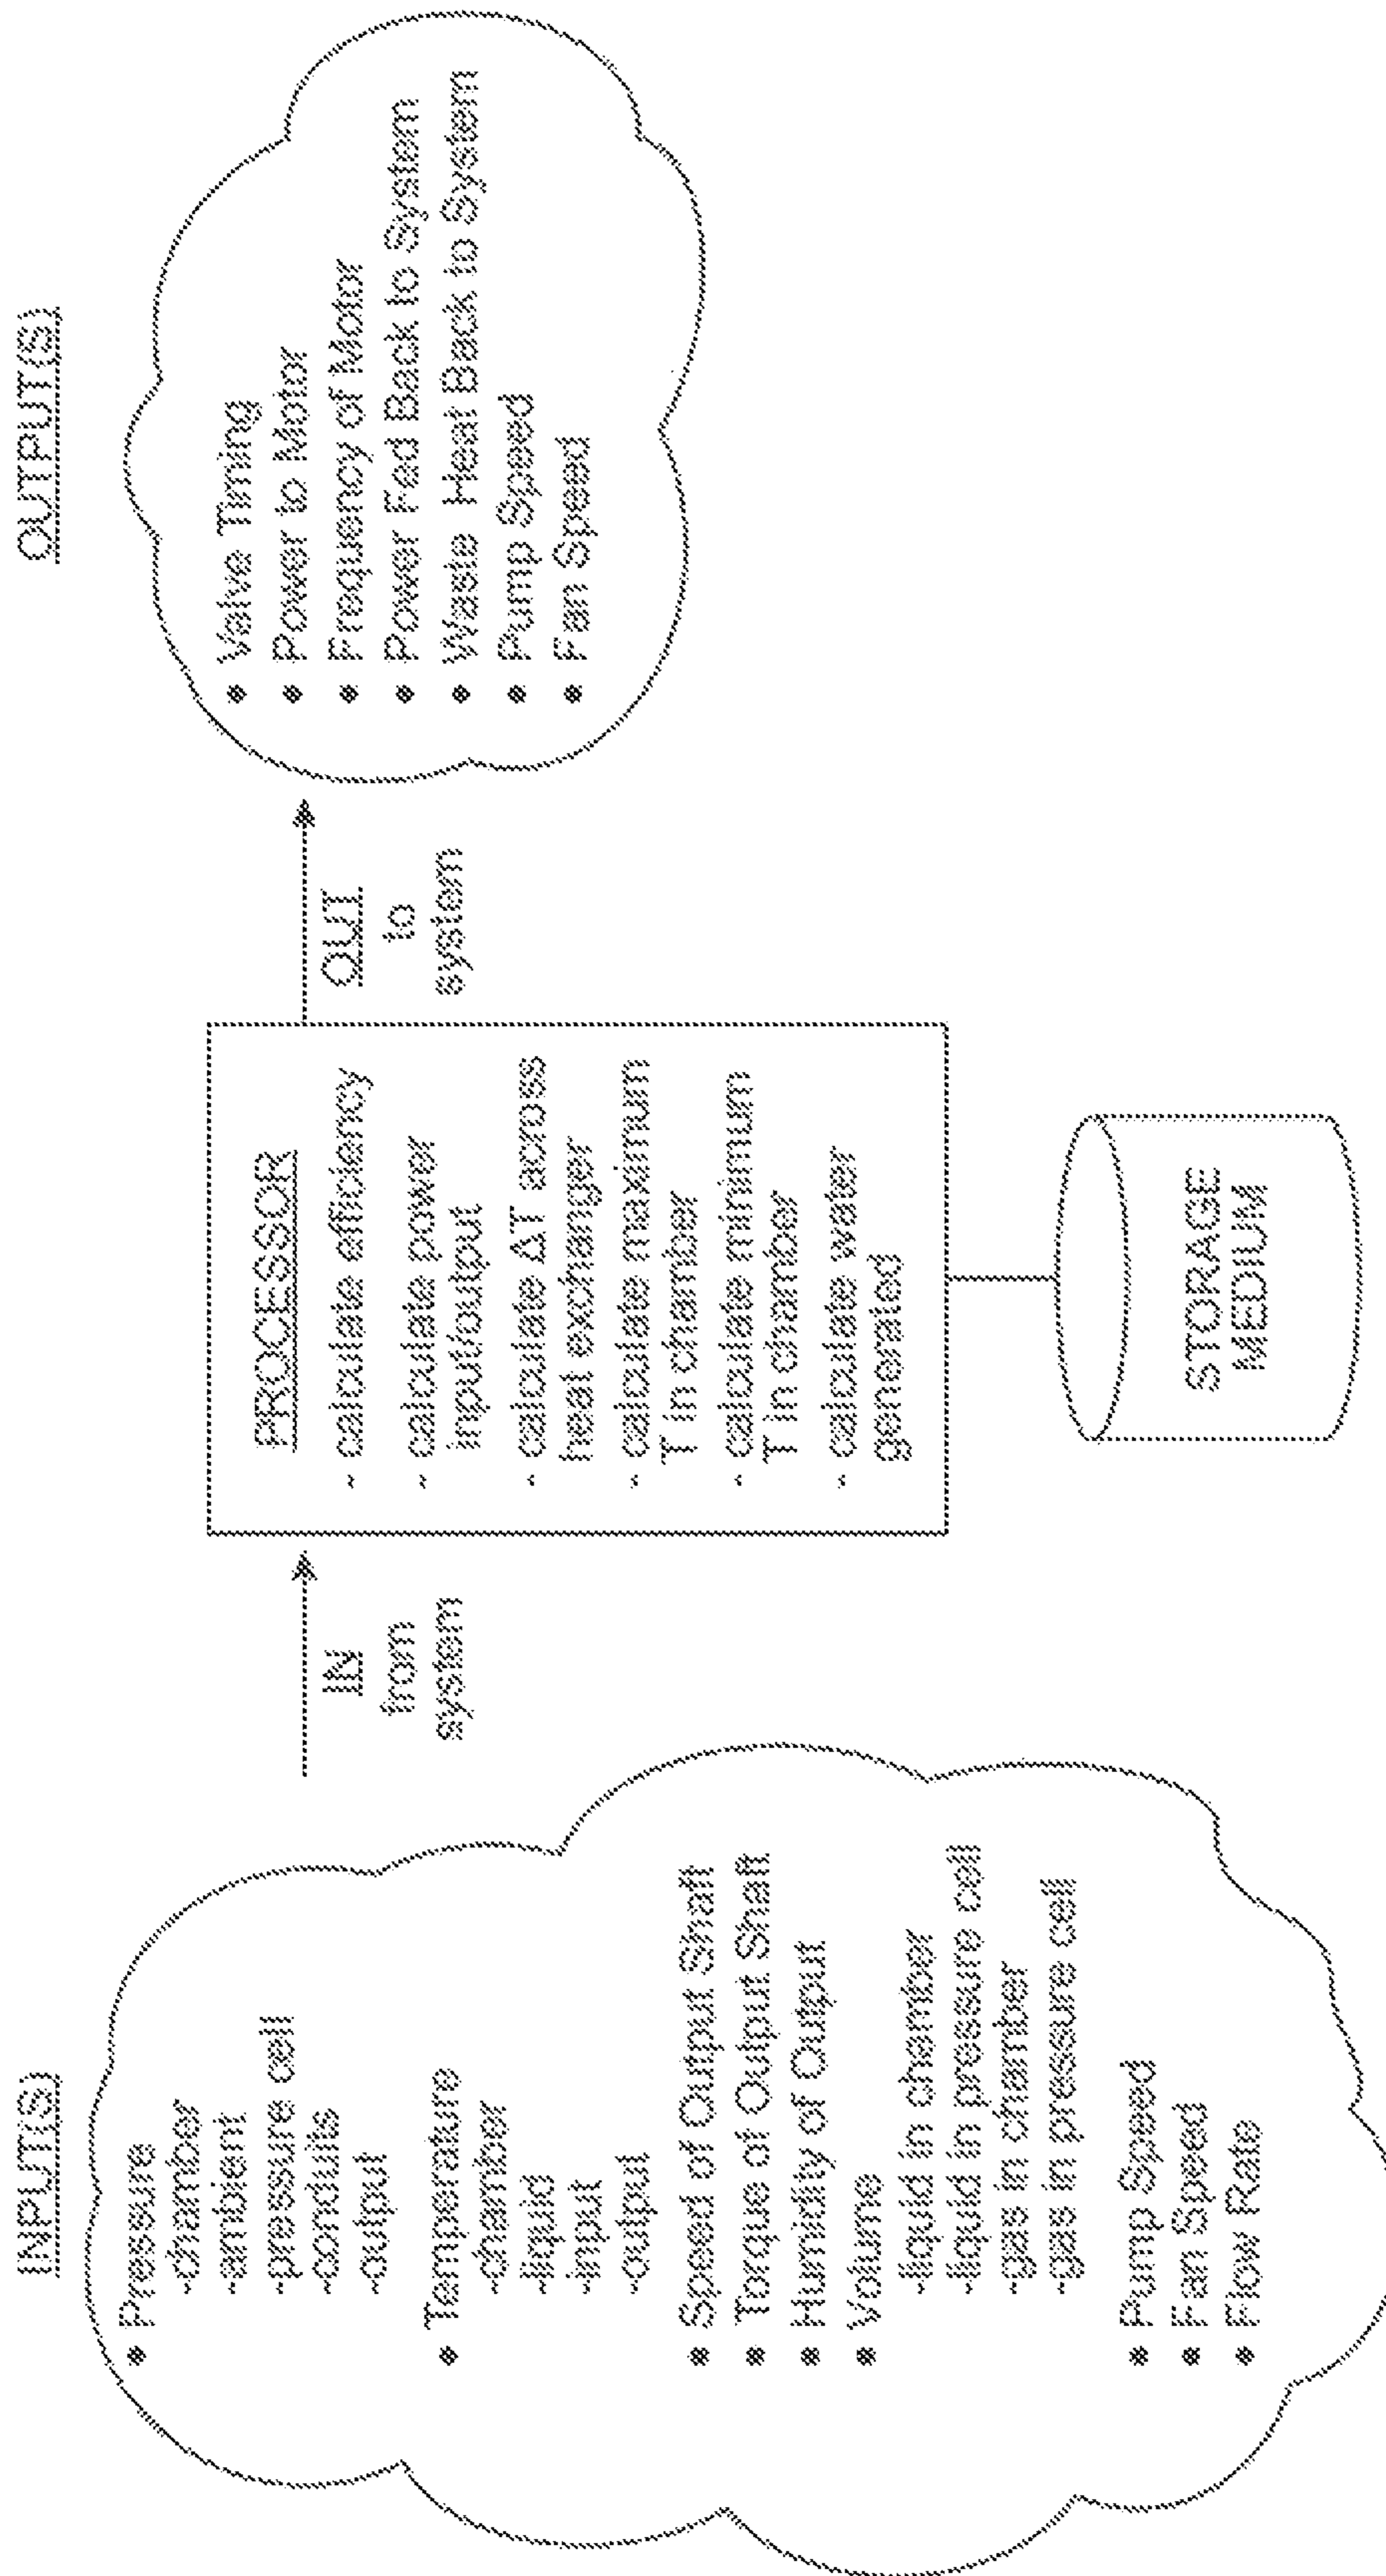 INPUT(S)
• Pressure
-chamber
-ambient
-pressure cell
-conduits
-output
• Temperature
-chamber
-liquid
-input
-output
• Speed of Output Shaft
• Torque of Output Shaft
• Humidity of Output
• Volume
-liquid in chamber
-liquid in pressure cell
-gas in chamber
-gas in pressure cell
• Pump Speed
• Fan Speed
• Flow Rate
IN
from
system
PROCESSOR
- calculate efficiency
- calculate power
input/output
- calculate ΔT across
heat exchanger
- calculate maximum
T in chamber
- calculate minimum
T in chamber
- calculate water
generated
STORAGE
MEDIUM
OUT
to
system
OUTPUT(S)
• Valve Timing
• Power to Motor
• Frequency of Motor
• Power Fed Back to System
• Waste Heat Back to System
• Pump Speed
• Fan Speed